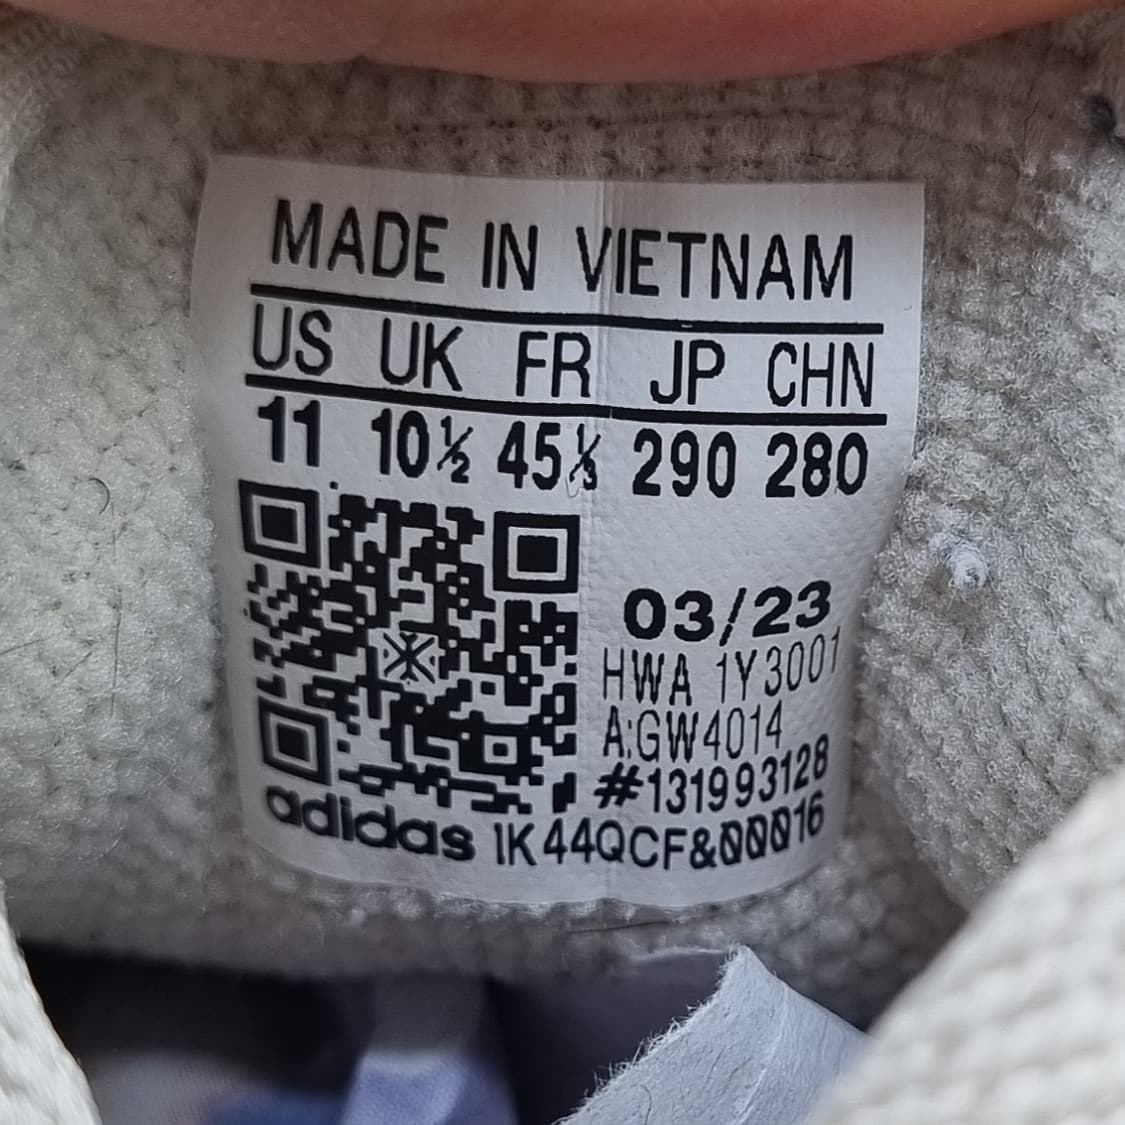 MADE IN VIETNAM
US UK FR JP CHN
11 10½ 45⅓ 290 280
03/23
HWA 1Y3001
A:GW4014
#131993128
adidas 1K44QCF&00016